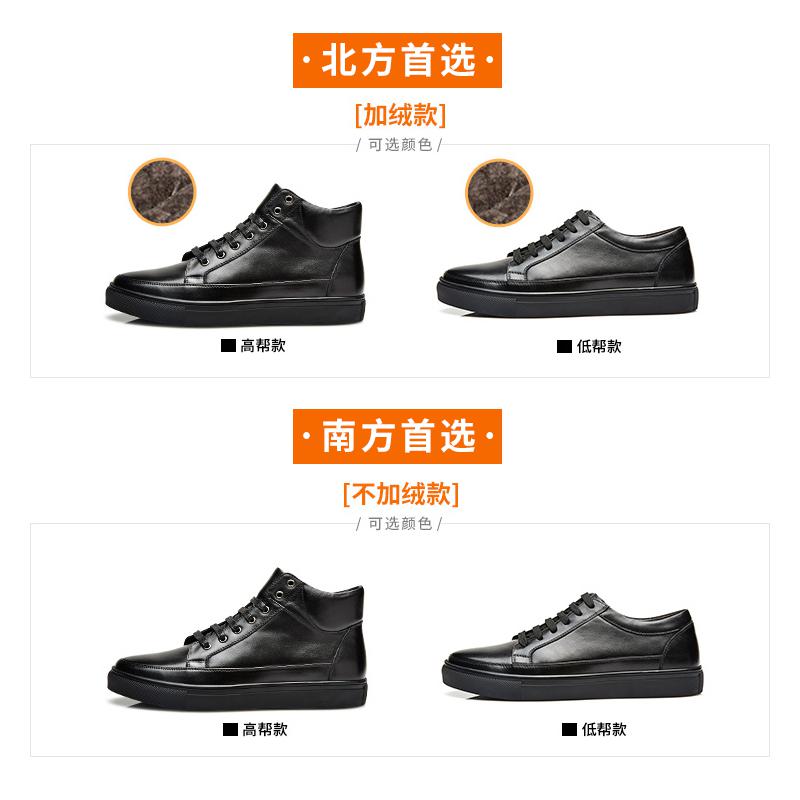 ·北方首选·
[加绒款]
/ 可选颜色 /
高帮款
低帮款
·南方首选·
[不加绒款]
/ 可选颜色 /
高帮款
低帮款